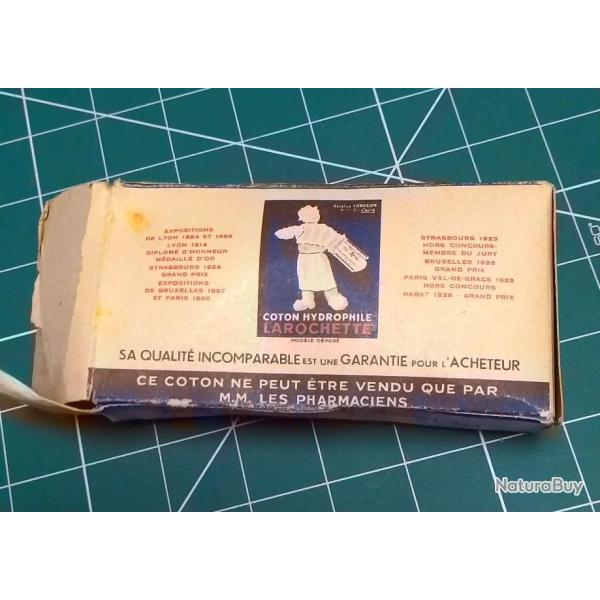 EXPOSITIONS
DE LYON 1894 ET 1896
LYON 1914
DIPLOME D'HONNEUR
MÉDAILLE D'OR
STRASBOURG 1924
GRAND PRIX
EXPOSITIONS
DE BRUXELLES 1897
ET PARIS 1900
COTON HYDROPHILE
LAROCHETTE
MODÈLE DÉPOSÉ
STRASBOURG 1923
HORS CONCOURS-
MEMBRE DU JURY
BRUXELLES 1928
GRAND PRIX
PARIS VAL-DE-GRACE 1928
HORS CONCOURS
RABAT 1929 - GRAND PRIX
SA QUALITÉ INCOMPARABLE EST UNE GARANTIE POUR L'ACHETEUR
CE COTON NE PEUT ÊTRE VENDU QUE PAR
M.M. LES PHARMACIENS
NaturaBuy